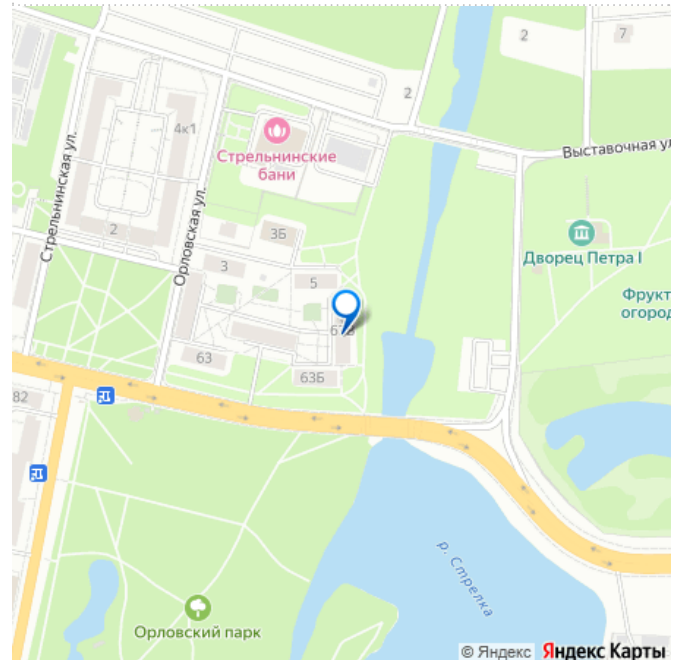 2
7
2
4к1
Стрельнинские
бани
Выставочная ул
Стрельнинская ул.
Орловская ул.
2
3Б
Дворец Петра I
3
5
Фрукт
огород
63
63Б
82
р. Стрелка
Орловский парк
© Яндекс Яндекс Карты